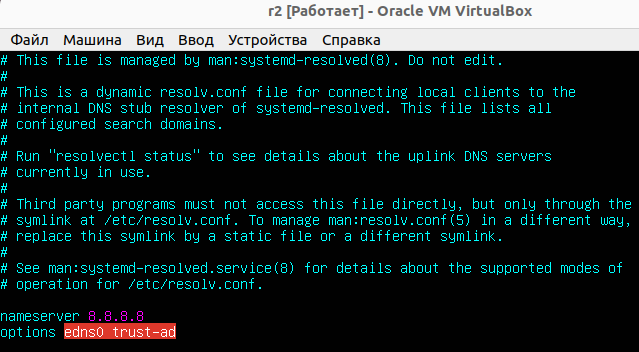 r2 [Работает] - Oracle VM VirtualBox
Файл Машина Вид Ввод Устройства Справка
# This file is managed by man:systemd-resolved(8). Do not edit.
#
# This is a dynamic resolv.conf file for connecting local clients to the
# internal DNS stub resolver of systemd-resolved. This file lists all
# configured search domains.
#
# Run "resolvectl status" to see details about the uplink DNS servers
# currently in use.
#
# Third party programs must not access this file directly, but only through the
# symlink at /etc/resolv.conf. To manage man:resolv.conf(5) in a different way,
# replace this symlink by a static file or a different symlink.
#
# See man:systemd-resolved.service(8) for details about the supported modes of
# operation for /etc/resolv.conf.
nameserver 8.8.8.8
options edns0 trust-ad